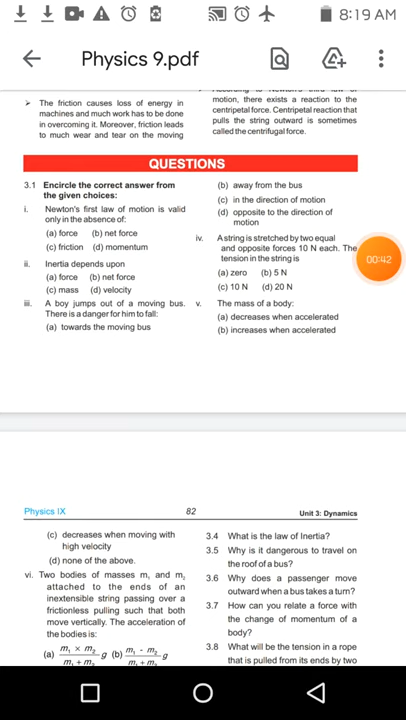 8:19 AM
Physics 9.pdf
➢ The friction causes loss of energy in
machines and much work has to be done
in overcoming it. Moreover, friction leads
to much wear and tear on the moving
motion, there exists a reaction to the
centripetal force. Centripetal reaction that
pulls the string outward is sometimes
called the centrifugal force.
QUESTIONS
3.1 Encircle the correct answer from
the given choices:
i. Newton's first law of motion is valid
only in the absence of:
(a) force (b) net force
(c) friction (d) momentum
ii. Inertia depends upon
(a) force (b) net force
(c) mass (d) velocity
iii. A boy jumps out of a moving bus.
There is a danger for him to fall:
(a) towards the moving bus
(b) away from the bus
(c) in the direction of motion
(d) opposite to the direction of
motion
iv. A string is stretched by two equal
and opposite forces 10 N each. The
tension in the string is
(a) zero (b) 5 N
(c) 10 N (d) 20 N
v. The mass of a body:
(a) decreases when accelerated
(b) increases when accelerated
00:42
Physics IX 82 Unit 3: Dynamics
(c) decreases when moving with
high velocity
(d) none of the above.
vi. Two bodies of masses m₁ and m₂
attached to the ends of an
inextensible string passing over a
frictionless pulling such that both
move vertically. The acceleration of
the bodies is:
(a) m₁ × m₂ / m₁ + m₂ g (b) m₁ - m₂ / m₁ + m₂ g
3.4 What is the law of Inertia?
3.5 Why is it dangerous to travel on
the roof of a bus?
3.6 Why does a passenger move
outward when a bus takes a turn?
3.7 How can you relate a force with
the change of momentum of a
body?
3.8 What will be the tension in a rope
that is pulled from its ends by two